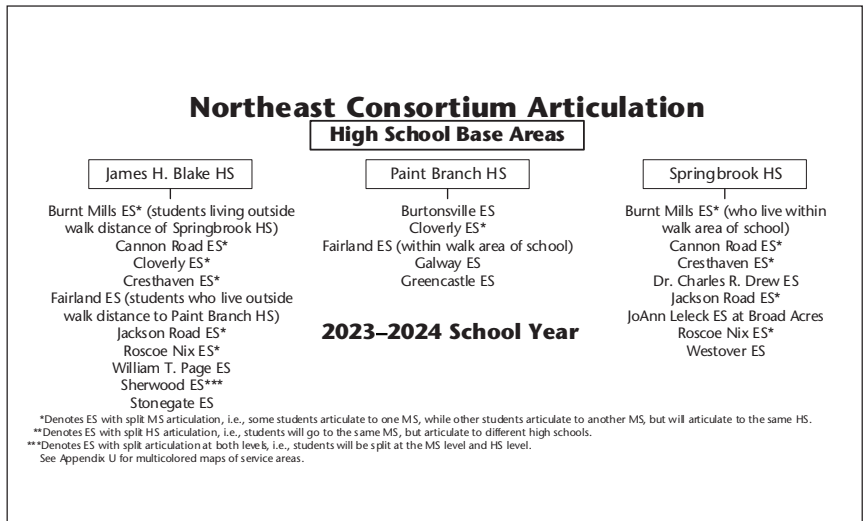 Northeast Consortium Articulation
High School Base Areas
James H. Blake HS
Burnt Mills ES* (students living outside
walk distance of Springbrook HS)
Cannon Road ES*
Cloverly ES*
Cresthaven ES*
Fairland ES (students who live outside
walk distance to Paint Branch HS)
Jackson Road ES*
Roscoe Nix ES*
William T. Page ES
Sherwood ES***
Stonegate ES
Paint Branch HS
Burtonsville ES
Cloverly ES*
Fairland ES (within walk area of school)
Galway ES
Greencastle ES
2023–2024 School Year
Springbrook HS
Burnt Mills ES* (who live within
walk area of school)
Cannon Road ES*
Cresthaven ES*
Dr. Charles R. Drew ES
Jackson Road ES*
JoAnn Leleck ES at Broad Acres
Roscoe Nix ES*
Westover ES
*Denotes ES with split MS articulation, i.e., some students articulate to one MS, while other students articulate to another MS, but will articulate to the same HS.
**Denotes ES with split HS articulation, i.e., students will go to the same MS, but articulate to different high schools.
***Denotes ES with split articulation at both levels, i.e., students will be split at the MS level and HS level.
See Appendix U for multicolored maps of service areas.